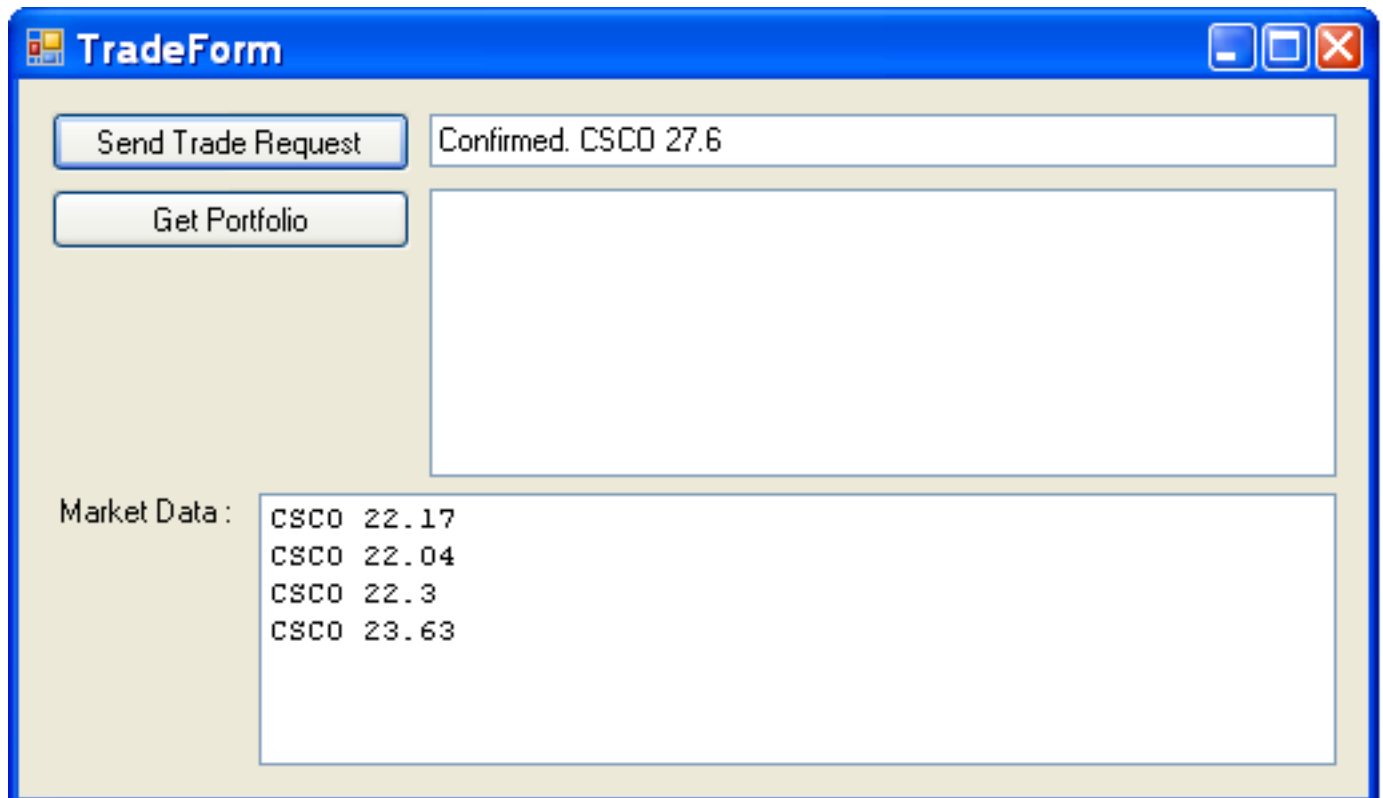 TradeForm
Send Trade Request
Confirmed. CSCO 27.6
Get Portfolio
Market Data :
CSCO 22.17
CSCO 22.04
CSCO 22.3
CSCO 23.63